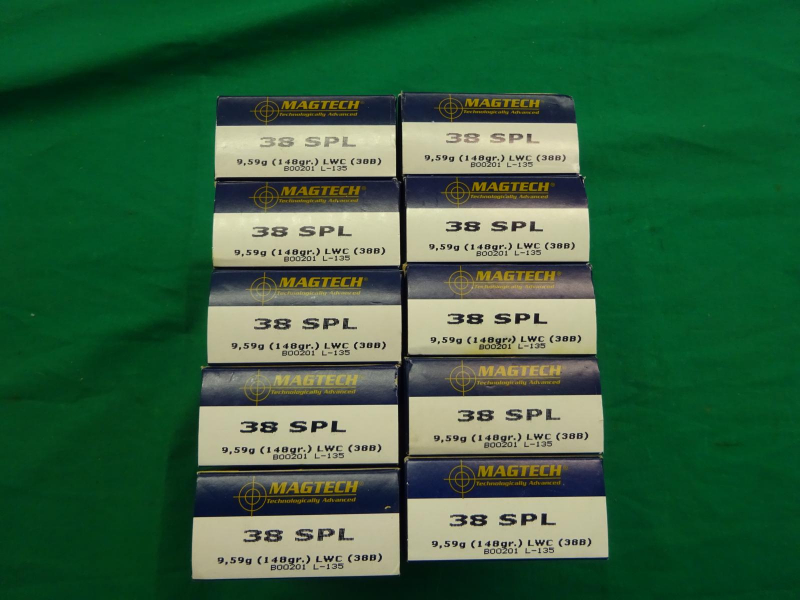 MAGTECH
Technologically Advanced
38 SPL
9,59g (148gr.) LWC (38B)
B00201 L-135
MAGTECH
Technologically Advanced
38 SPL
9,59g (148gr.) LWC (38B)
B00201 L-135
MAGTECH®
Technologically Advanced
38 SPL
9,59g (148gr.) LWC (38B)
B00201 L-135
MAGTECH®
Technologically Advanced
38 SPL
9,59g (148gr.) LWC (38B)
B00201 L-135
MAGTECH®
Technologically Advanced
38 SPL
9,59g (148gr.) LWC (38B)
B00201 L-135
MAGTECH®
Technologically Advanced
38 SPL
9,59g (148gr.) LWC (38B)
B00201 L-135
MAGTECH
Technologically Advanced
38 SPL
9,59g (148gr.) LWC (38B)
B00201 L-135
MAGTECH
Technologically Advanced
38 SPL
9,59g (148gr.) LWC (38B)
B00201 L-135
MAGTECH®
Technologically Advanced
38 SPL
9,59g (148gr.) LWC (38B)
B00201 L-135
MAGTECH®
Technologically Advanced
38 SPL
9,59g (148gr.) LWC (38B)
B00201 L-135